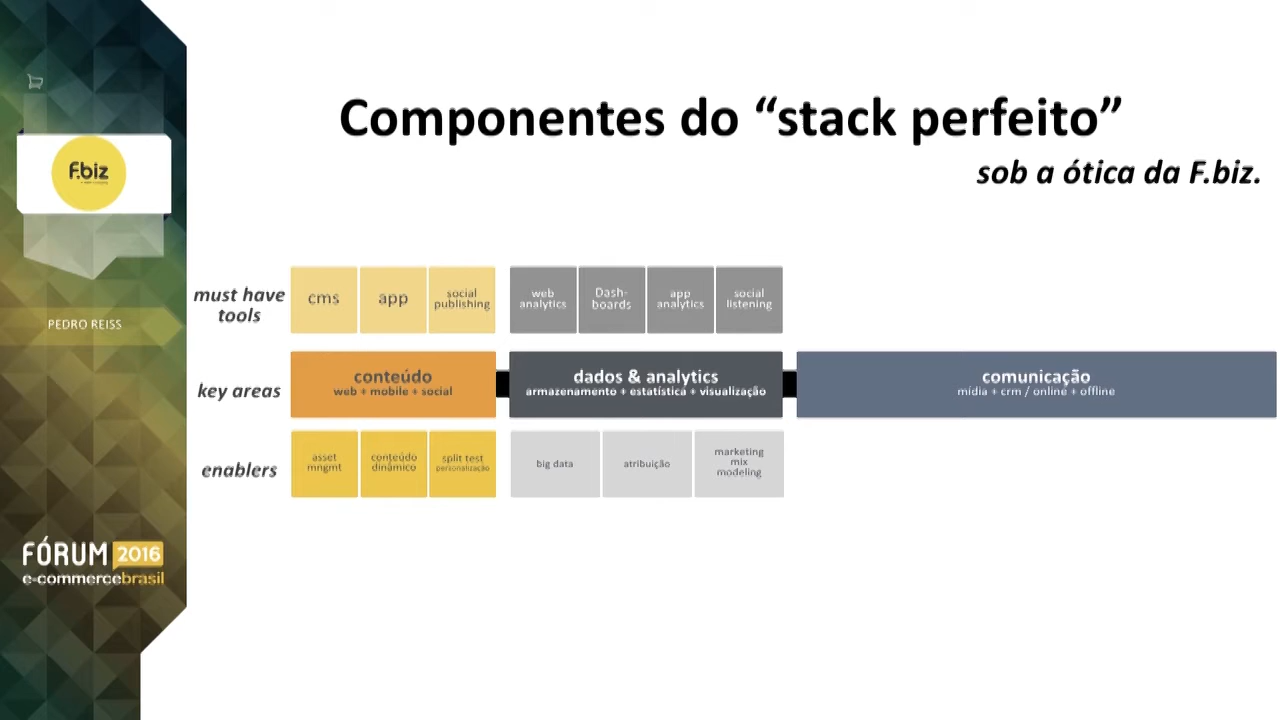 Componentes do “stack perfeito”
sob a ótica da F.biz.
F.biz
PEDRO REISS
FÓRUM 2016
e-commercebrasil
must have
tools
cms
app
social
publishing
web
analytics
Dash-
boards
app
analytics
social
listening
key areas
conteúdo
web + mobile + social
dados & analytics
armazenamento + estatística + visualização
comunicação
mídia + crm / online + offline
enablers
asset
mngmt
conteúdo
dinâmico
split test
personalização
big data
atribuição
marketing
mix
modeling